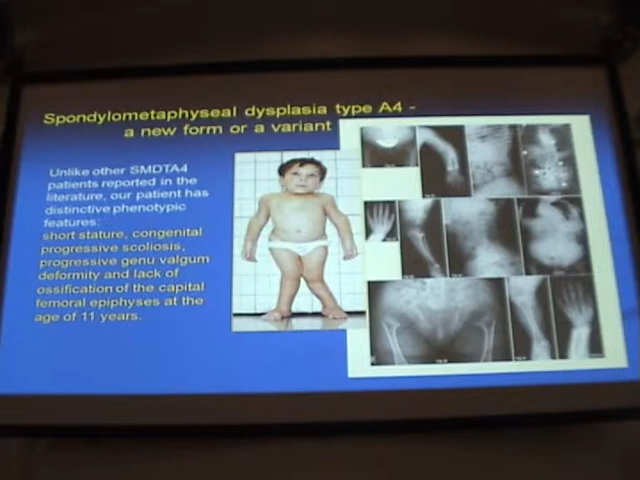 Spondylometaphyseal dysplasia type A4 -
a new form or a variant
Unlike other SMDTA4
patients reported in the
literature, our patient has
distinctive phenotypic
features:
short stature, congenital
progressive scoliosis,
progressive genu valgum
deformity and lack of
ossification of the capital
femoral epiphyses at the
age of 11 years.